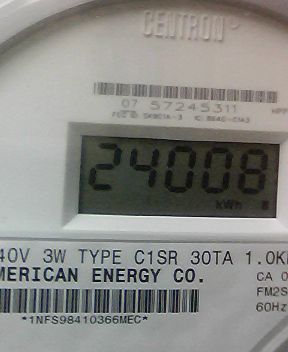 CENTRON®
07 57245311
24008
kWh
40V 3W TYPE C1SR 30TA 1.0K
MERICAN ENERGY CO.
CA 0
FM2S
60Hz
*1NFS98410366MEC*